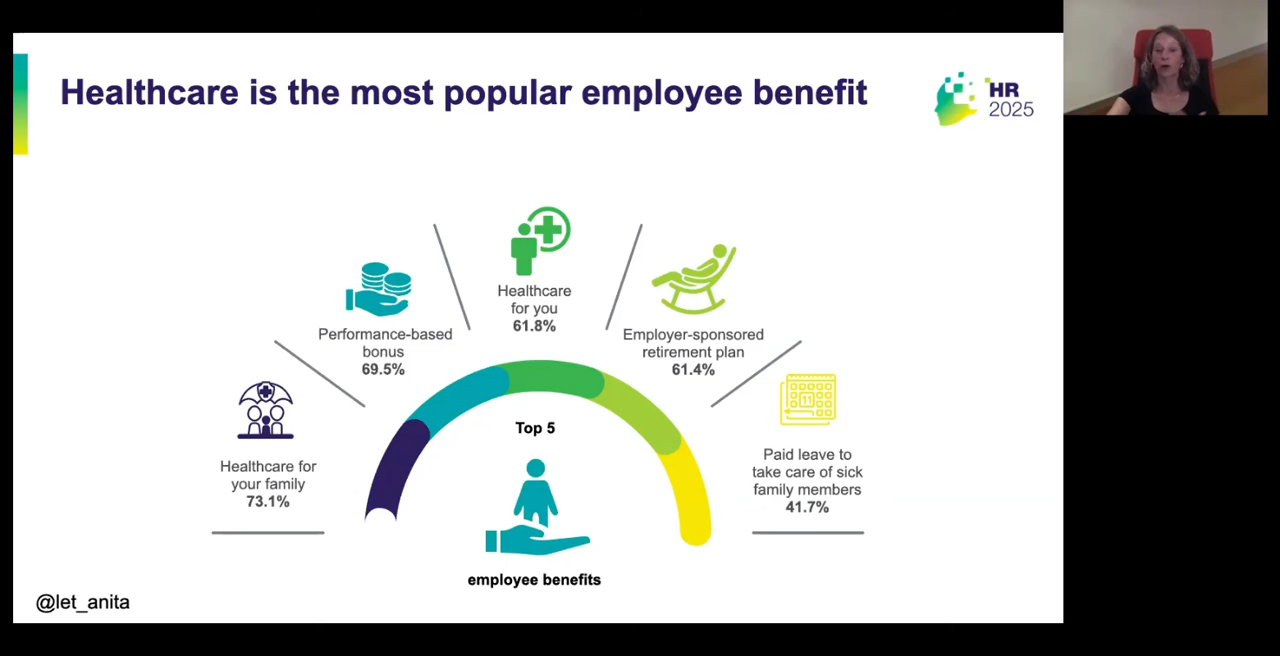 Healthcare is the most popular employee benefit
HR
2025
Healthcare for
your family
73.1%
Performance-based
bonus
69.5%
Healthcare
for you
61.8%
Employer-sponsored
retirement plan
61.4%
11
Paid leave to
take care of sick
family members
41.7%
Top 5
employee benefits
@let_anita